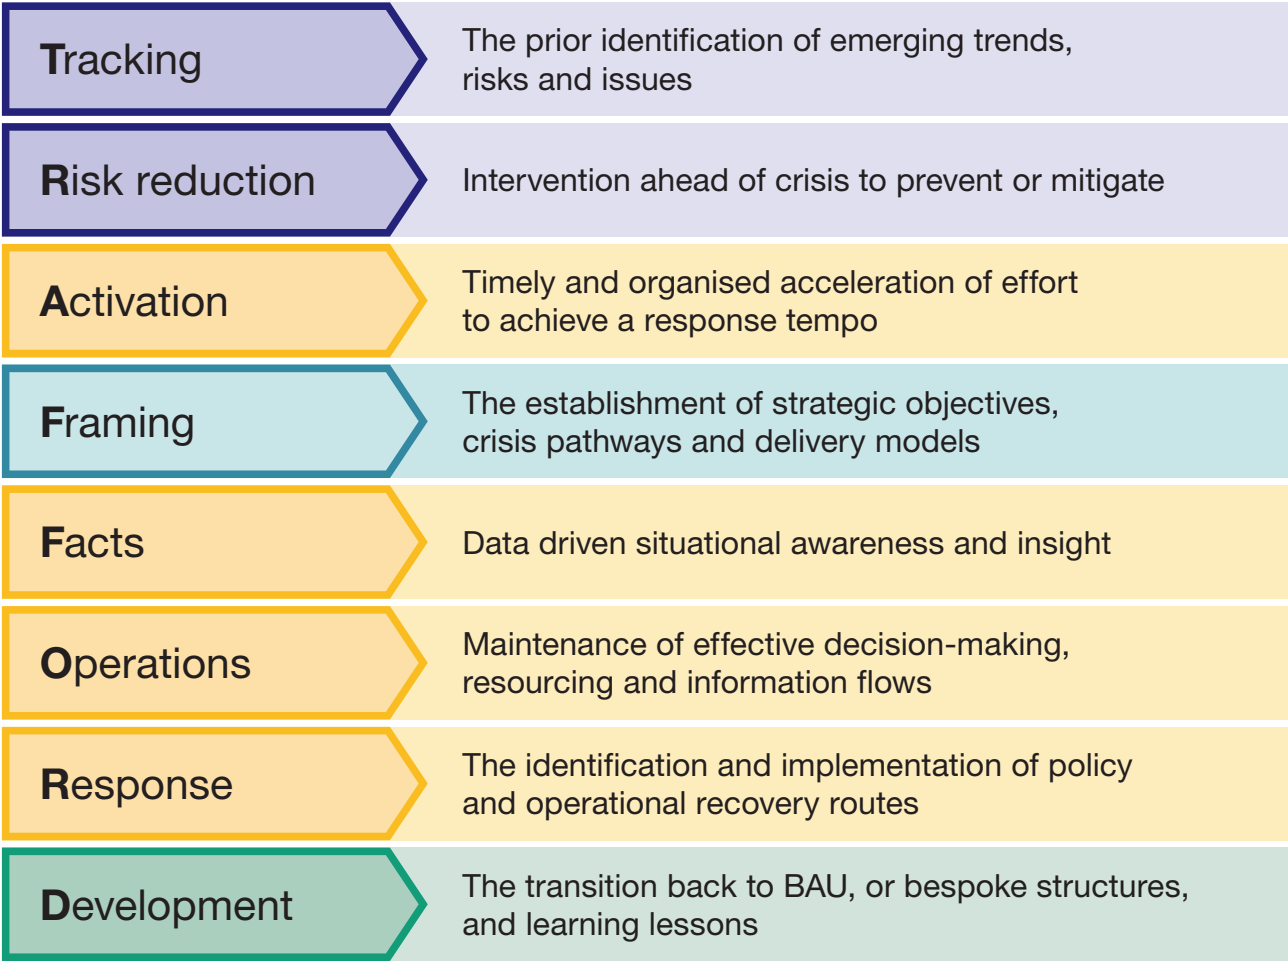 Tracking
The prior identification of emerging trends,
risks and issues
Risk reduction
Intervention ahead of crisis to prevent or mitigate
Activation
Timely and organised acceleration of effort
to achieve a response tempo
Framing
The establishment of strategic objectives,
crisis pathways and delivery models
Facts
Data driven situational awareness and insight
Operations
Maintenance of effective decision-making,
resourcing and information flows
Response
The identification and implementation of policy
and operational recovery routes
Development
The transition back to BAU, or bespoke structures,
and learning lessons